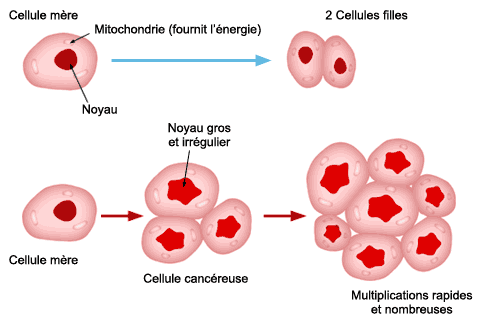 Cellule mère
Mitochondrie (fournit l'énergie)
2 Cellules filles
Noyau
Noyau gros
et irrégulier
Cellule mère
Cellule cancéreuse
Multiplications rapides
et nombreuses